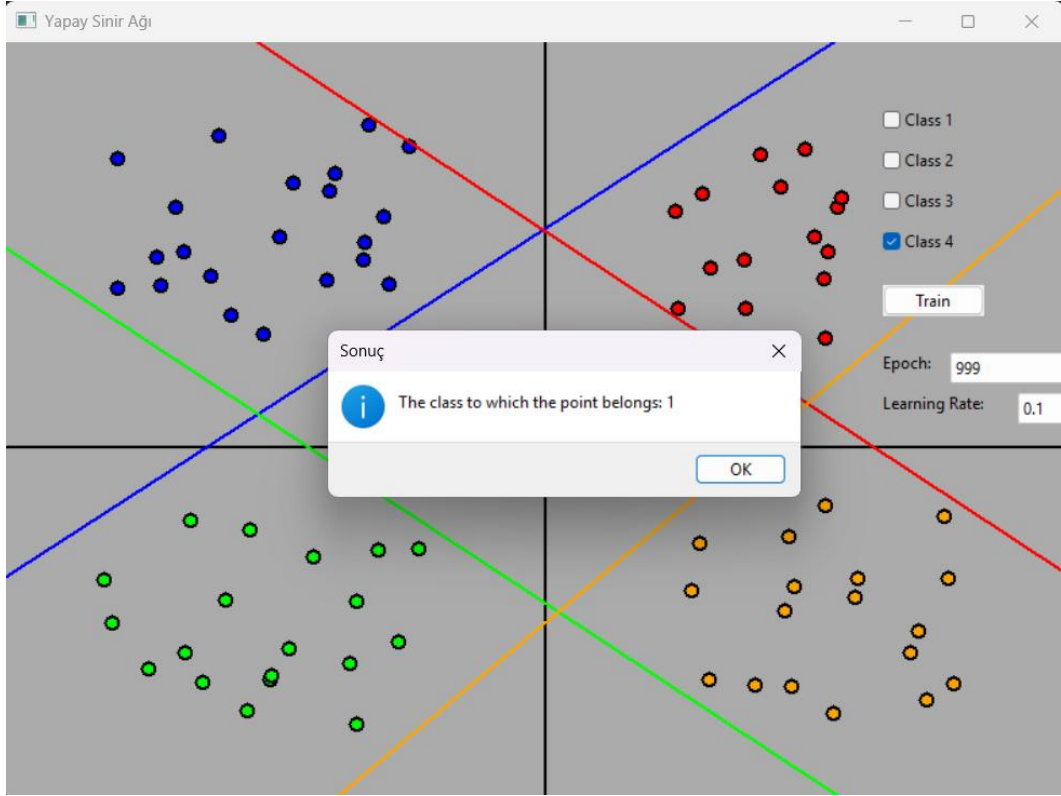 Yapay Sinir Ağı
Class 1
Class 2
Class 3
Class 4
Train
Epoch: 999
Learning Rate: 0.1
Sonuç
The class to which the point belongs: 1
OK